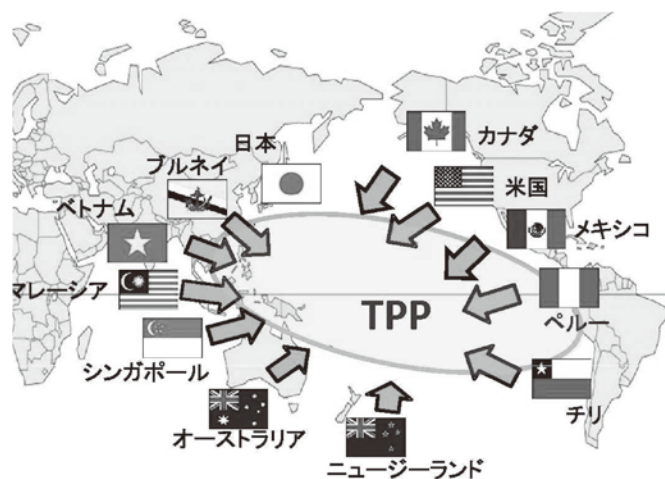 日本
カナダ
ブルネイ
米国
ベトナム
メキシコ
マレーシア
TPP
ペルー
シンガポール
チリ
オーストラリア
ニュージーランド